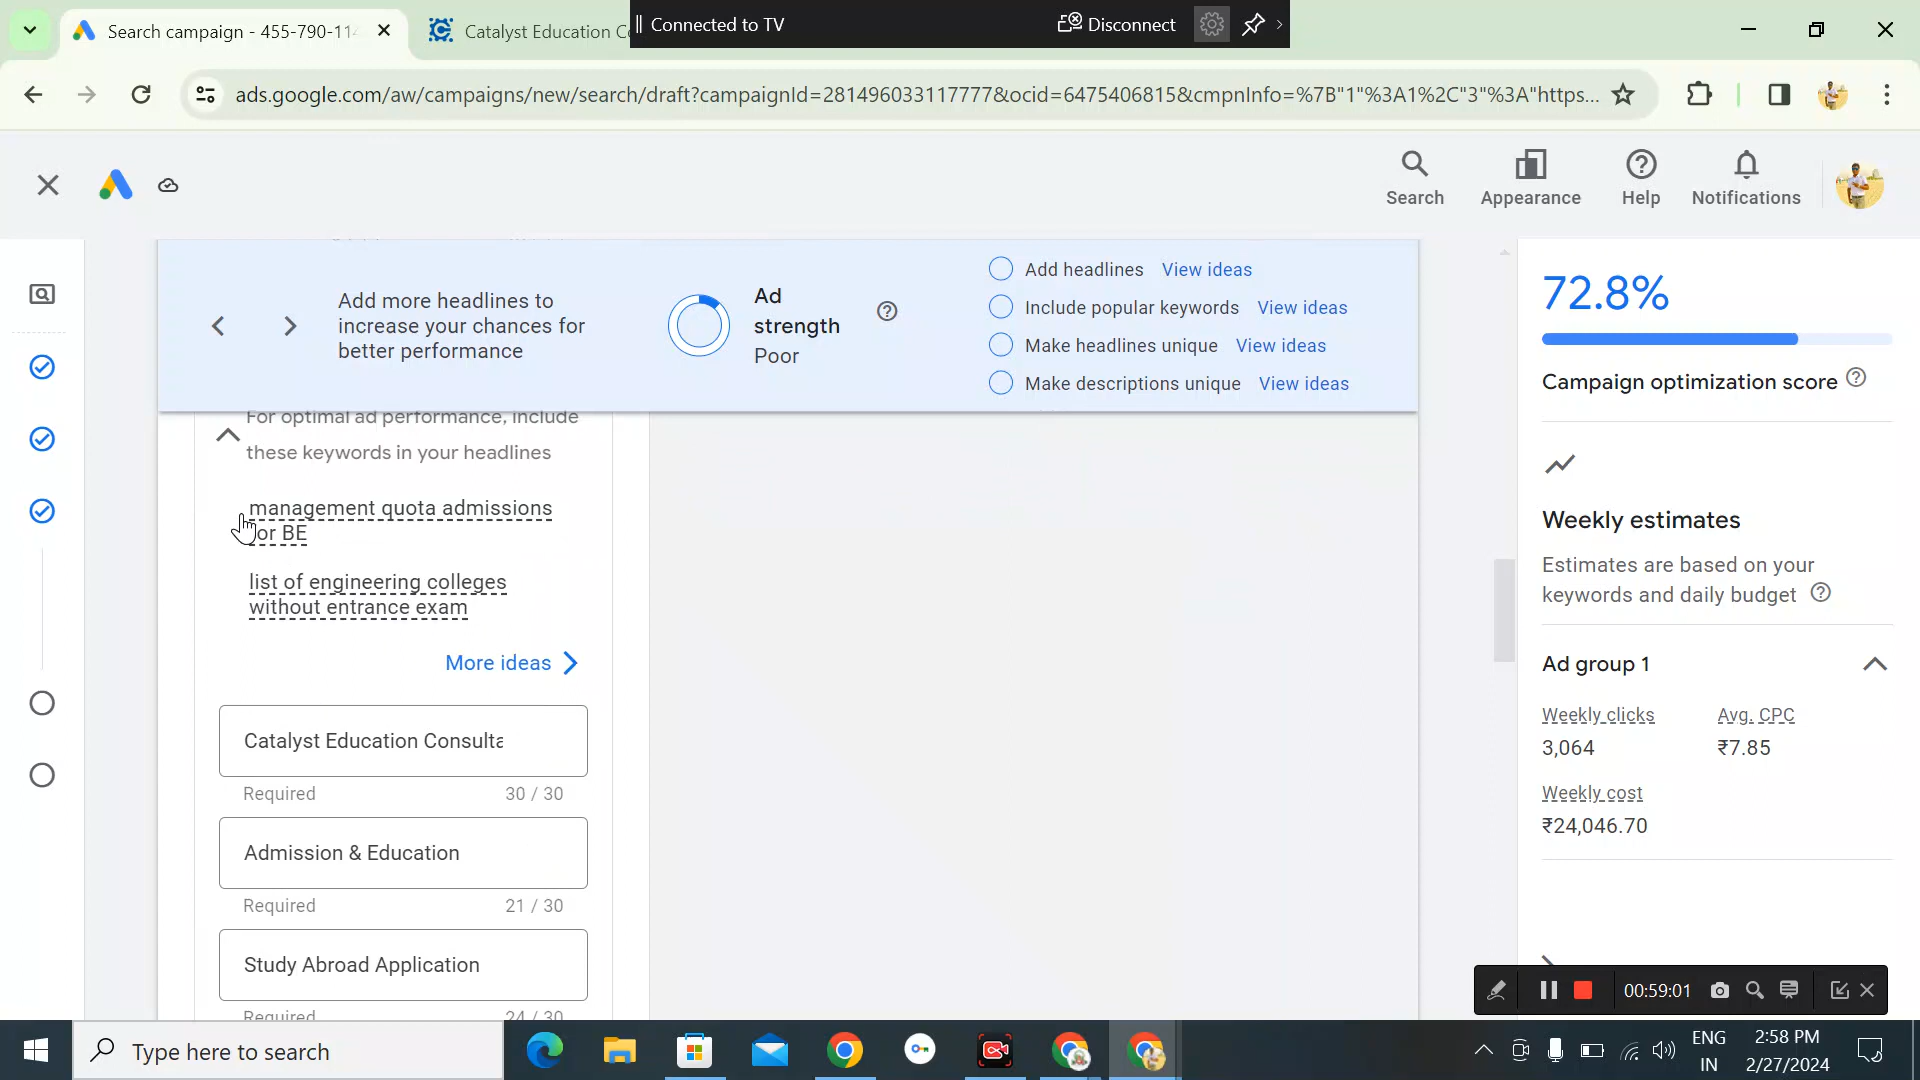 Search campaign - 455-790-114
Catalyst Education Co
Connected to TV
Disconnect
ads.google.com/aw/campaigns/new/search/draft?campaignId=281496033117777&ocid=6475406815&cmpnInfo=%7B"1"%3A1%2C"3"%3A"https...
Search
Appearance
Help
Notifications
Add more headlines to
increase your chances for
better performance
Ad
strength
Poor
Add headlines View ideas
Include popular keywords View ideas
Make headlines unique View ideas
Make descriptions unique View ideas
For optimal ad performance, include
these keywords in your headlines
management quota admissions
for BE
list of engineering colleges
without entrance exam
More ideas
Catalyst Education Consulta
Required 30 / 30
Admission & Education
Required 21 / 30
Study Abroad Application
Required 24 / 30
72.8%
Campaign optimization score
Weekly estimates
Estimates are based on your
keywords and daily budget
Ad group 1
Weekly clicks Avg. CPC
3,064 ₹7.85
Weekly cost
₹24,046.70
00:59:01
Type here to search
ENG
IN
2:58 PM
2/27/2024